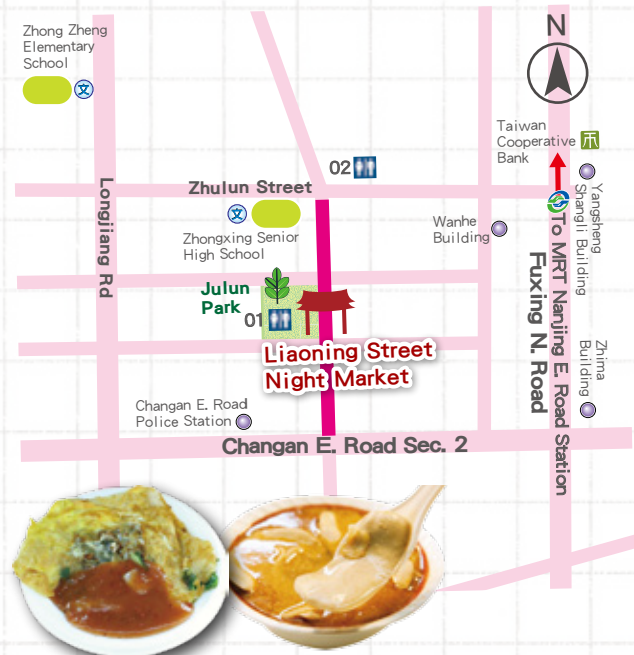 Zhong Zheng
Elementary
School
文
N
Taiwan
Cooperative
Bank
02
Zhulun Street
文
Zhongxing Senior
High School
Wanhe
Building
Yangsheng
Shangli Building
Longjiang Rd
Julun
Park
01
To MRT Nanjing E. Road Station
Fuxing N. Road
Liaoning Street
Night Market
Zhima
Building
Changan E. Road
Police Station
Changan E. Road Sec. 2